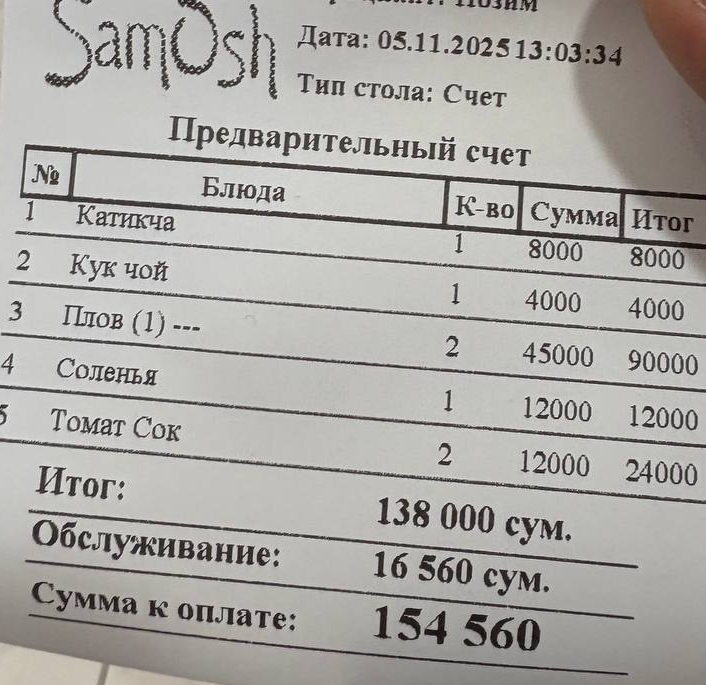 Позим
SamOsh
Дата: 05.11.2025 13:03:34
Тип стола: Счет
Предварительный счет
№ Блюда К-во Сумма Итог
1 Катикча 1 8000 8000
2 Кук чой 1 4000 4000
3 Плов (1) --- 2 45000 90000
4 Соленья 1 12000 12000
5 Томат Сок 2 12000 24000
Итог: 138 000 сум.
Обслуживание: 16 560 сум.
Сумма к оплате: 154 560